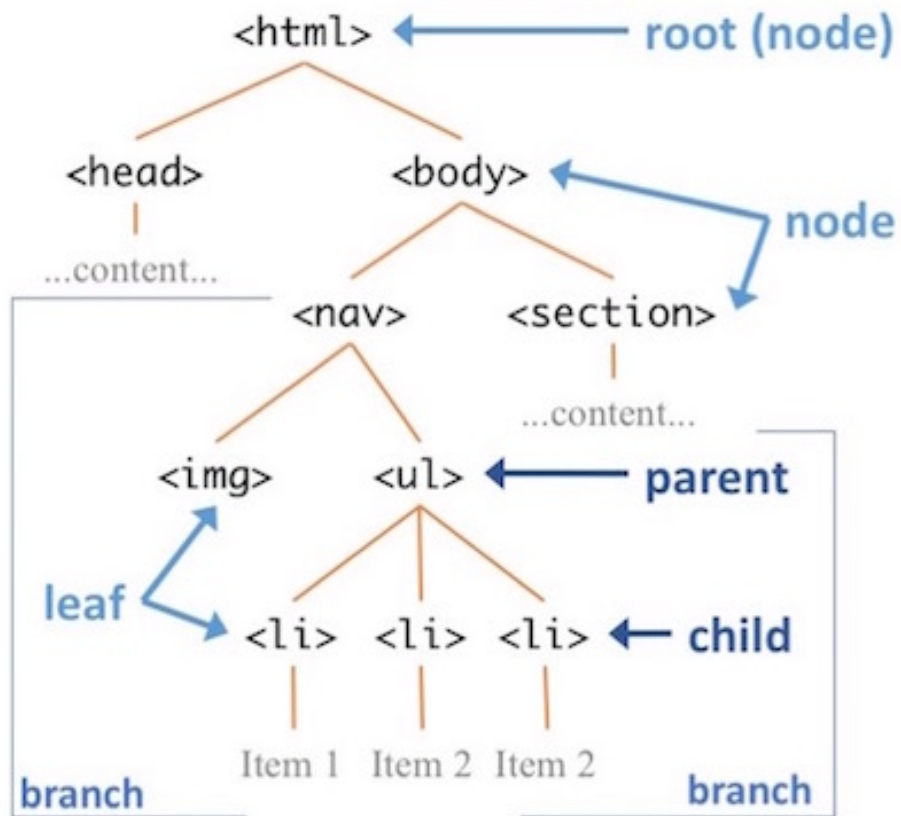 <html>
root (node)
<head>
<body>
node
...content...
<nav>
<section>
...content...
<img>
<ul>
parent
leaf
<li>
<li>
<li>
child
Item 1
Item 2
Item 2
branch
branch